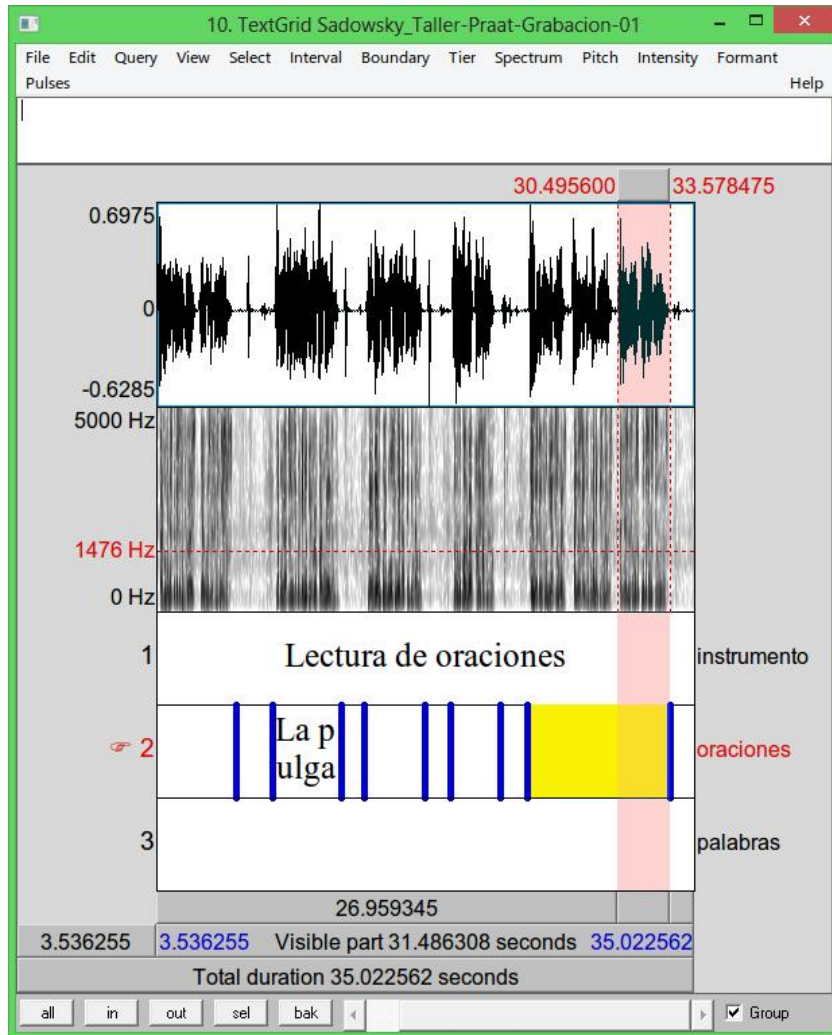 10. TextGrid Sadowsky_Taller-Praat-Grabacion-01
File Edit Query View Select Interval Boundary Tier Spectrum Pitch Intensity Formant
Pulses Help
30.495600 33.578475
0.6975
0
-0.6285
5000 Hz
1476 Hz
0 Hz
1 Lectura de oraciones instrumento
La p
ulga
2 oraciones
3 palabras
26.959345
3.536255 3.536255 Visible part 31.486308 seconds 35.022562
Total duration 35.022562 seconds
all in out sel bak Group